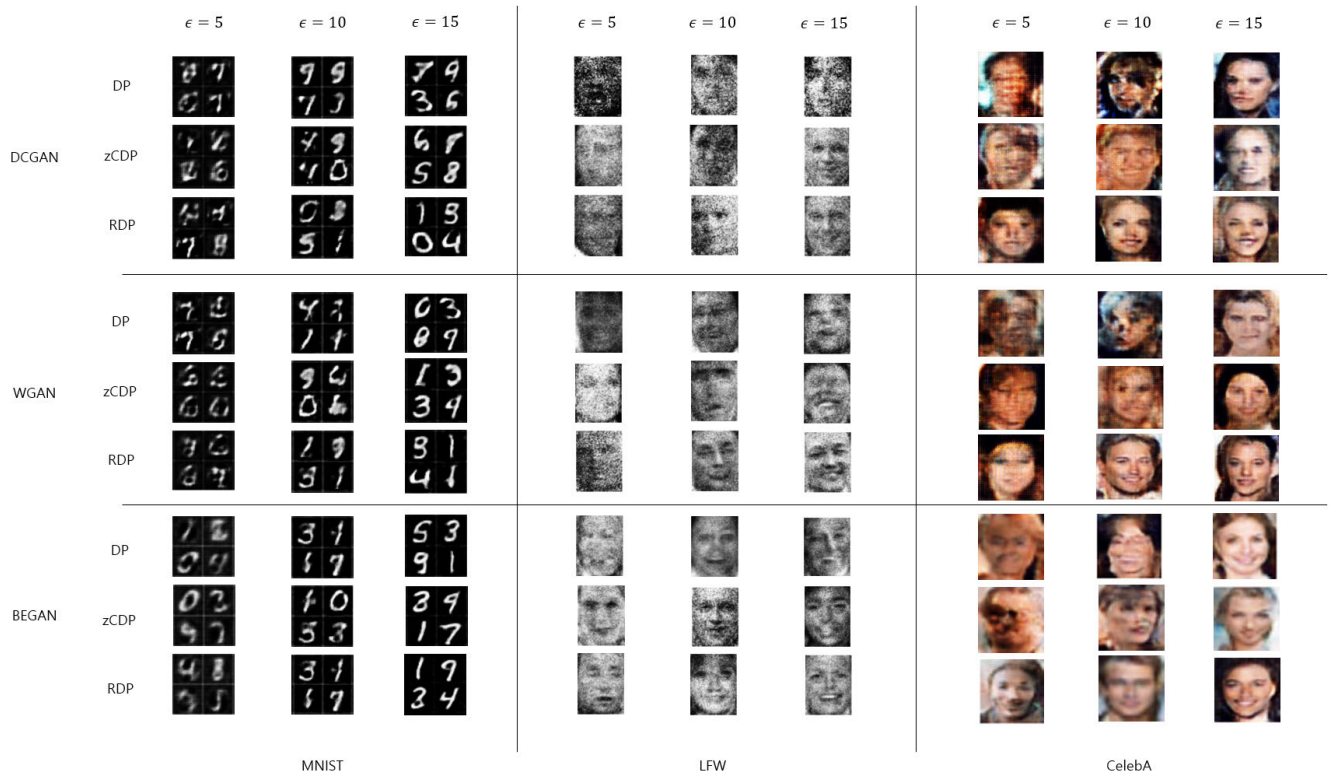 ϵ = 5 ϵ = 10 ϵ = 15 ϵ = 5 ϵ = 10 ϵ = 15 ϵ = 5 ϵ = 10 ϵ = 15
DP
DCGAN zCDP
RDP
DP
WGAN zCDP
RDP
DP
BEGAN zCDP
RDP
MNIST LFW CelebA